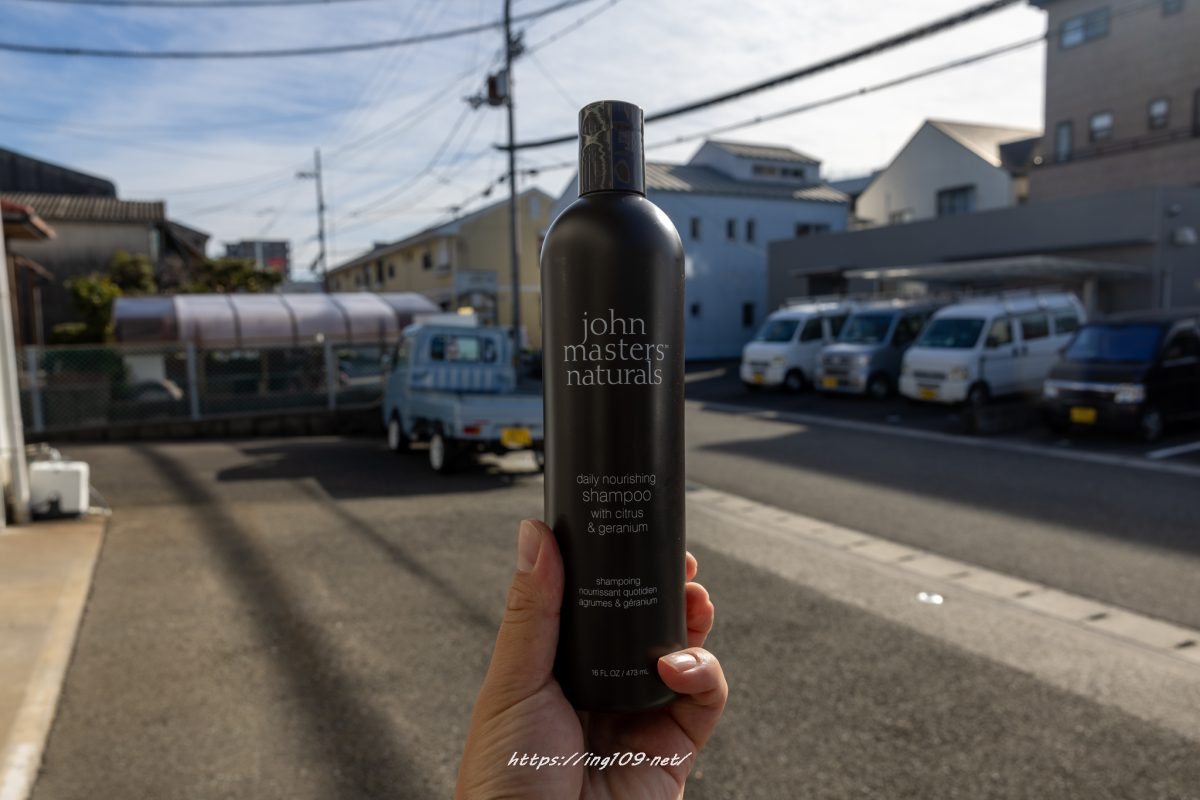 john
masters™
naturals
daily nourishing
shampoo
with citrus
& geranium
shampoing
nourrissant quotidien
agrumes & géranium
16 FL OZ / 473 mL
https://ing109.net/